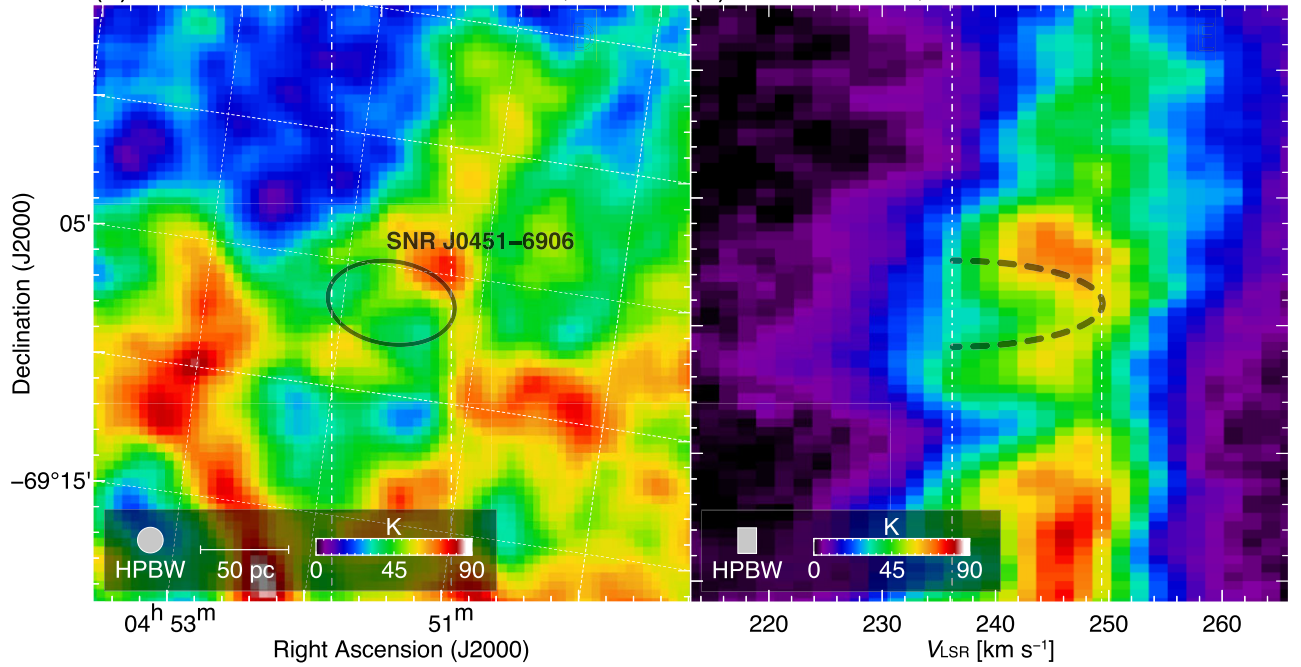 05'
SNR J0451–6906
Declination (J2000)
–69°15'
K
HPBW
50 pc
0 45 90
K
HPBW
0 45 90
04ʰ 53ᵐ 51ᵐ
220 230 240 250 260
Right Ascension (J2000)
VLSR [km s⁻¹]